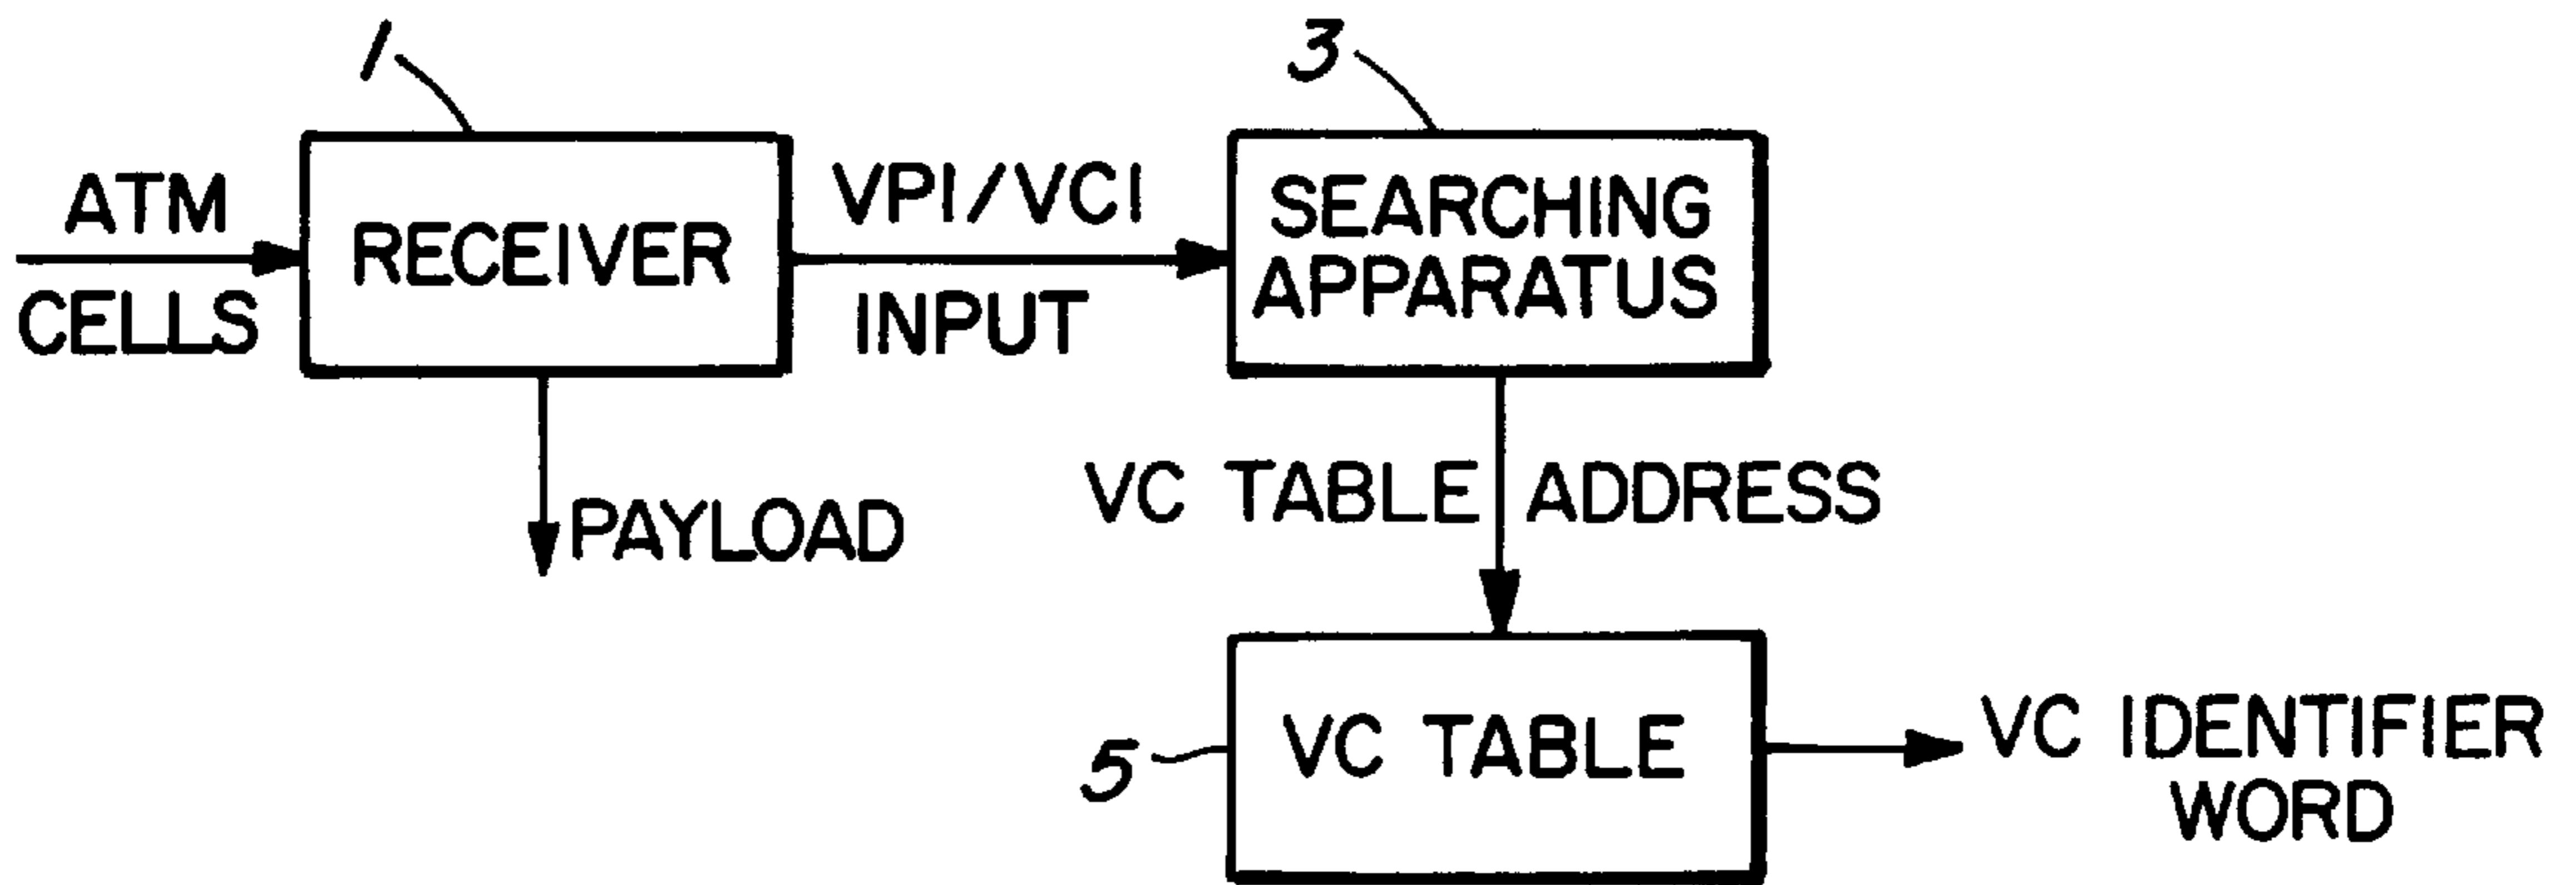 1
3
ATM
CELLS
RECEIVER
VPI/VCI
INPUT
SEARCHING
APPARATUS
PAYLOAD
VC TABLE ADDRESS
5
VC TABLE
VC IDENTIFIER
WORD